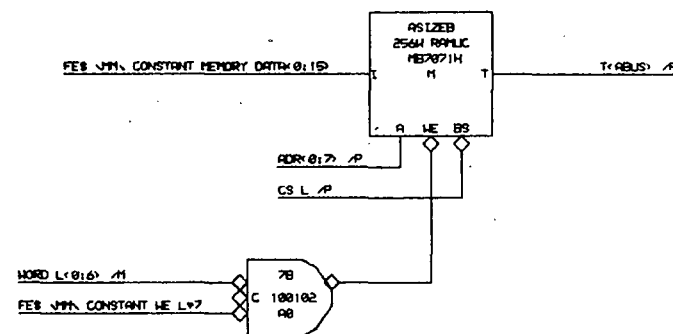 ASIZEB
256W RAMUC
MB7071H
FE$ \MM\ CONSTANT MEMORY DATA<0:15>
I M T
T<ABUS> /P
A WE BS
ADR<0:7> /P
CS L /P
WORD L<0:6> /M
7B
C 100102
A0
FE$ \MM\ CONSTANT WE L*7